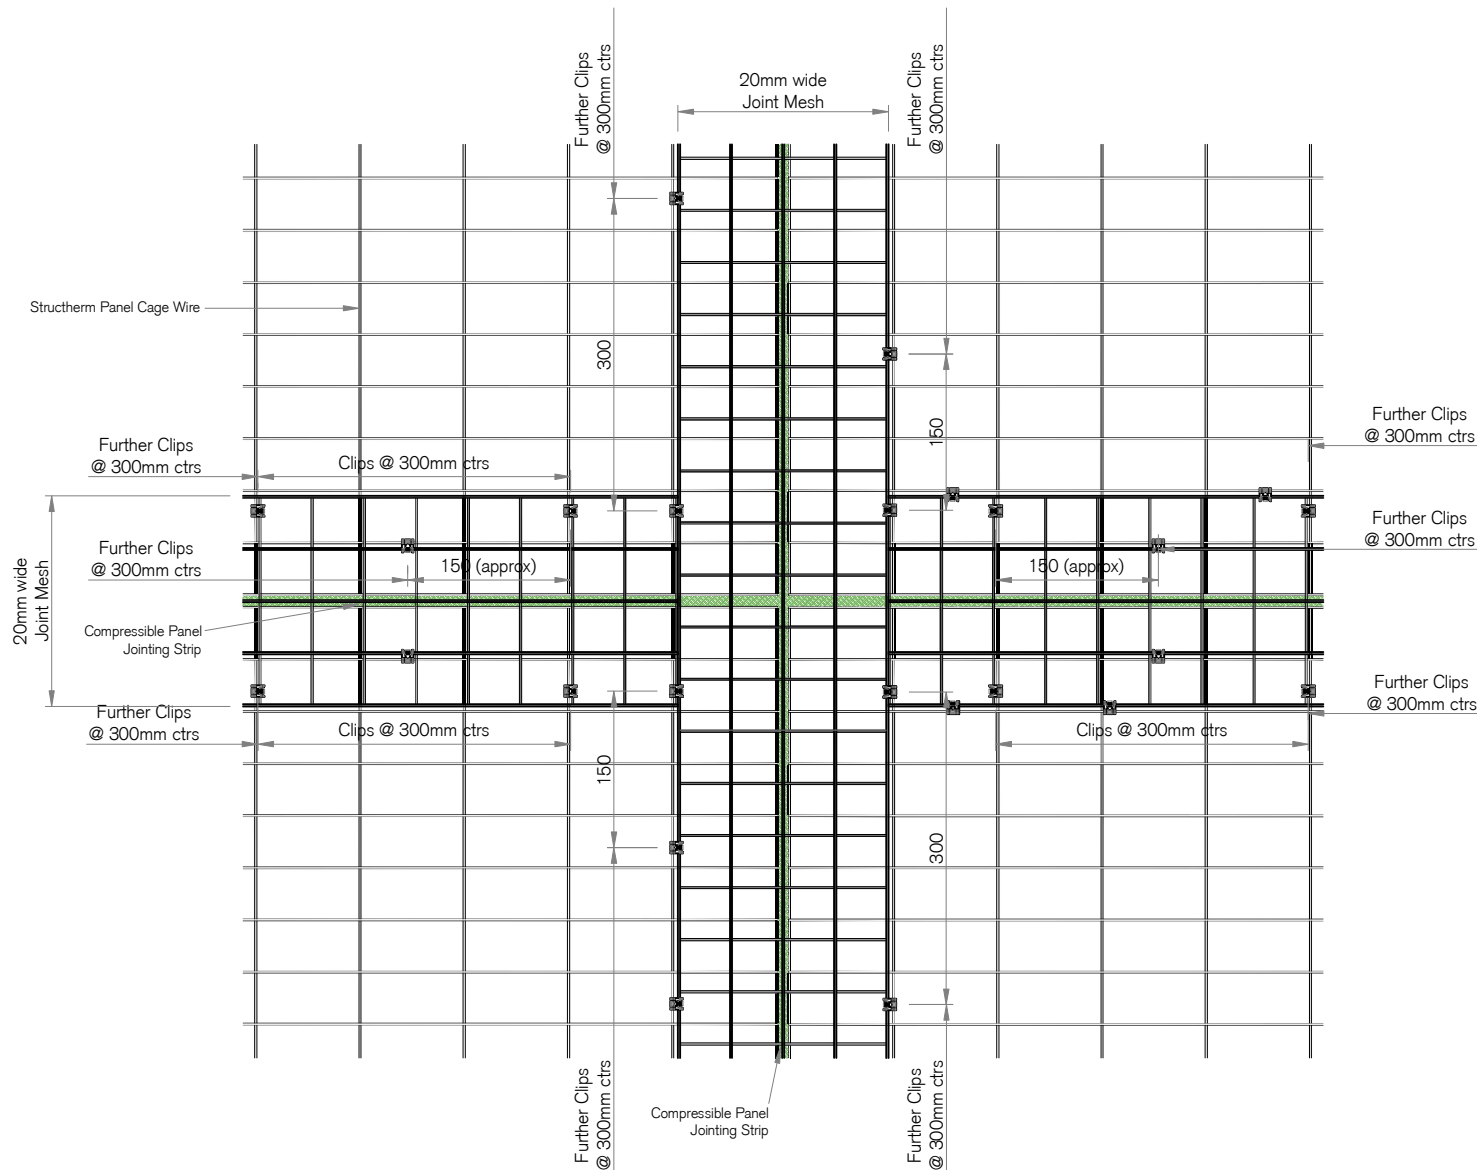 Further Clips
@ 300mm ctrs
20mm wide
Joint Mesh
Further Clips
@ 300mm ctrs
Structherm Panel Cage Wire
300
150
Further Clips
@ 300mm ctrs
Further Clips
@ 300mm ctrs
Clips @ 300mm ctrs
20mm wide
Joint Mesh
Further Clips
@ 300mm ctrs
150 (approx)
150 (approx)
Further Clips
@ 300mm ctrs
Compressible Panel
Jointing Strip
Further Clips
@ 300mm ctrs
Further Clips
@ 300mm ctrs
Clips @ 300mm ctrs
Clips @ 300mm ctrs
150
300
Further Clips
@ 300mm ctrs
Compressible Panel
Jointing Strip
Further Clips
@ 300mm ctrs